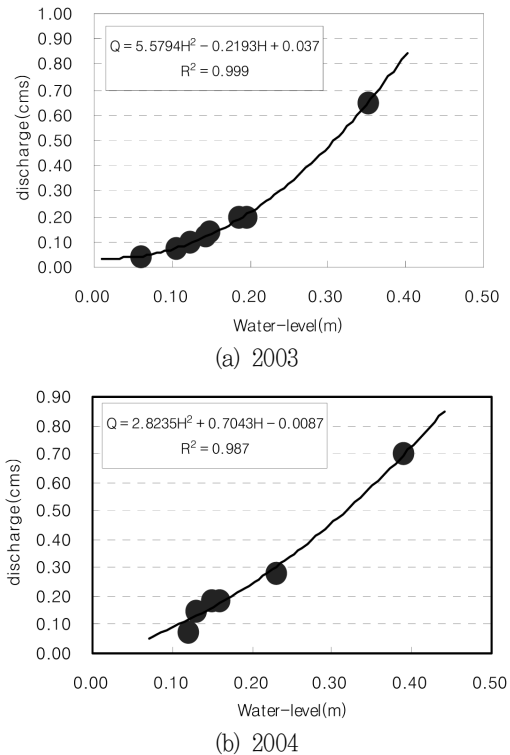 1.00
0.90
0.80
0.70
0.60
0.50
0.40
0.30
0.20
0.10
0.00
discharge(cms)
Q = 5.5794H² − 0.2193H + 0.037
R² = 0.999
0.00 0.10 0.20 0.30 0.40 0.50
Water-level(m)
(a) 2003
0.90
0.80
0.70
0.60
0.50
0.40
0.30
0.20
0.10
0.00
discharge(cms)
Q = 2.8235H² + 0.7043H − 0.0087
R² = 0.987
0.00 0.10 0.20 0.30 0.40 0.50
Water-level(m)
(b) 2004